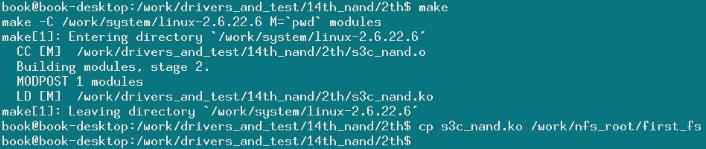 book@book-desktop:/work/drivers_and_test/14th_nand/2th$ make
make -C /work/system/linux-2.6.22.6 M=`pwd` modules
make[1]: Entering directory `/work/system/linux-2.6.22.6'
  CC [M]  /work/drivers_and_test/14th_nand/2th/s3c_nand.o
  Building modules, stage 2.
  MODPOST 1 modules
  LD [M]  /work/drivers_and_test/14th_nand/2th/s3c_nand.ko
make[1]: Leaving directory `/work/system/linux-2.6.22.6'
book@book-desktop:/work/drivers_and_test/14th_nand/2th$ cp s3c_nand.ko /work/nfs_root/first_fs
book@book-desktop:/work/drivers_and_test/14th_nand/2th$